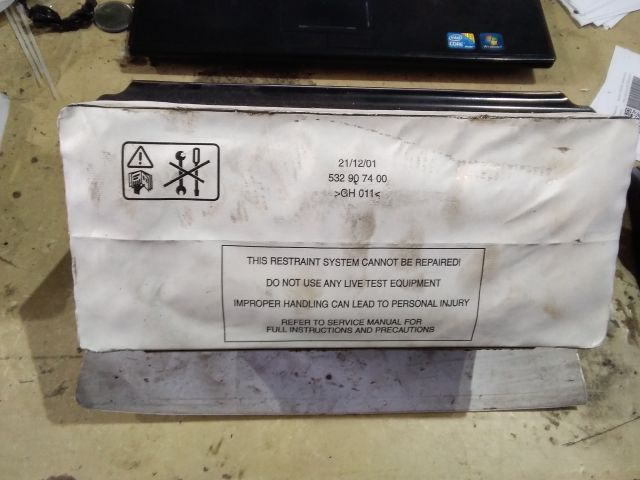 21/12/01
532 90 74 00
>GH 011<
THIS RESTRAINT SYSTEM CANNOT BE REPAIRED!
DO NOT USE ANY LIVE TEST EQUIPMENT
IMPROPER HANDLING CAN LEAD TO PERSONAL INJURY
REFER TO SERVICE MANUAL FOR
FULL INSTRUCTIONS AND PRECAUTIONS